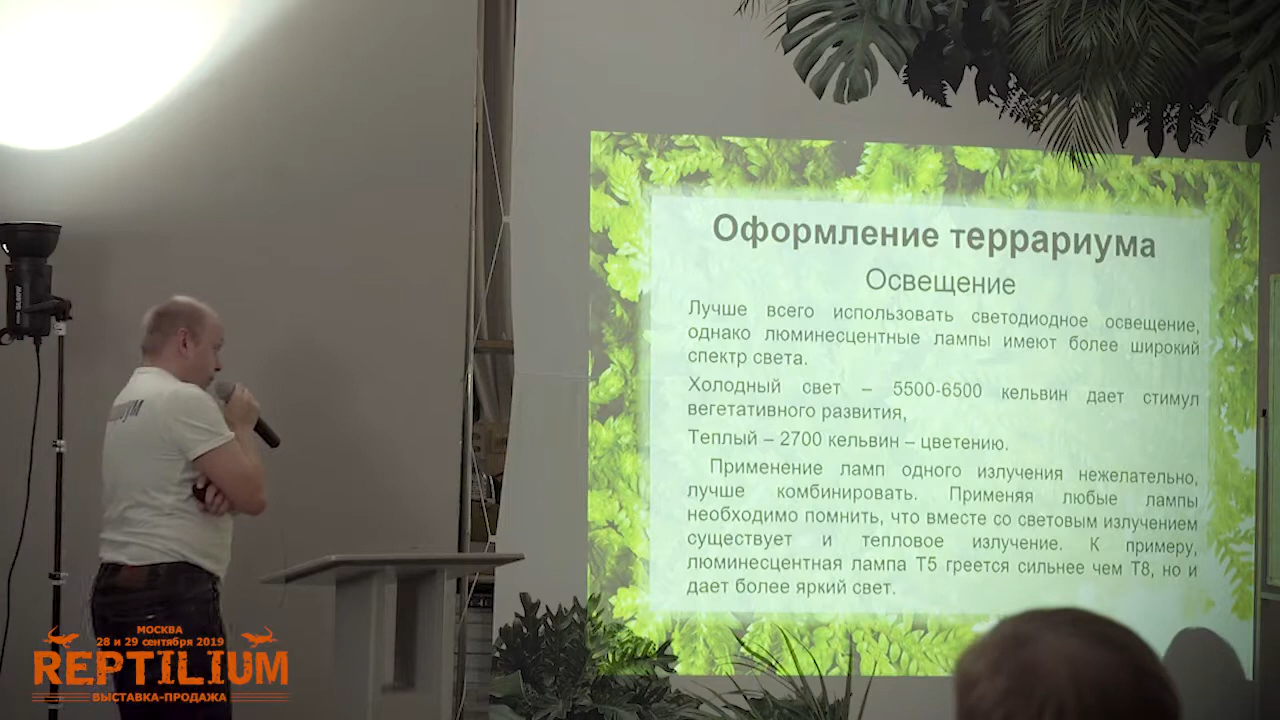 Оформление террариума
Освещение
Лучше всего использовать светодиодное освещение,
однако люминесцентные лампы имеют более широкий
спектр света.
Холодный свет – 5500-6500 кельвин дает стимул
вегетативного развития,
Теплый – 2700 кельвин – цветению.
Применение ламп одного излучения нежелательно,
лучше комбинировать. Применяя любые лампы
необходимо помнить, что вместе со световым излучением
существует и тепловое излучение. К примеру,
люминесцентная лампа Т5 греется сильнее чем Т8, но и
дает более яркий свет.
МОСКВА
28 и 29 сентября 2019
REPTILIUM
ВЫСТАВКА-ПРОДАЖА